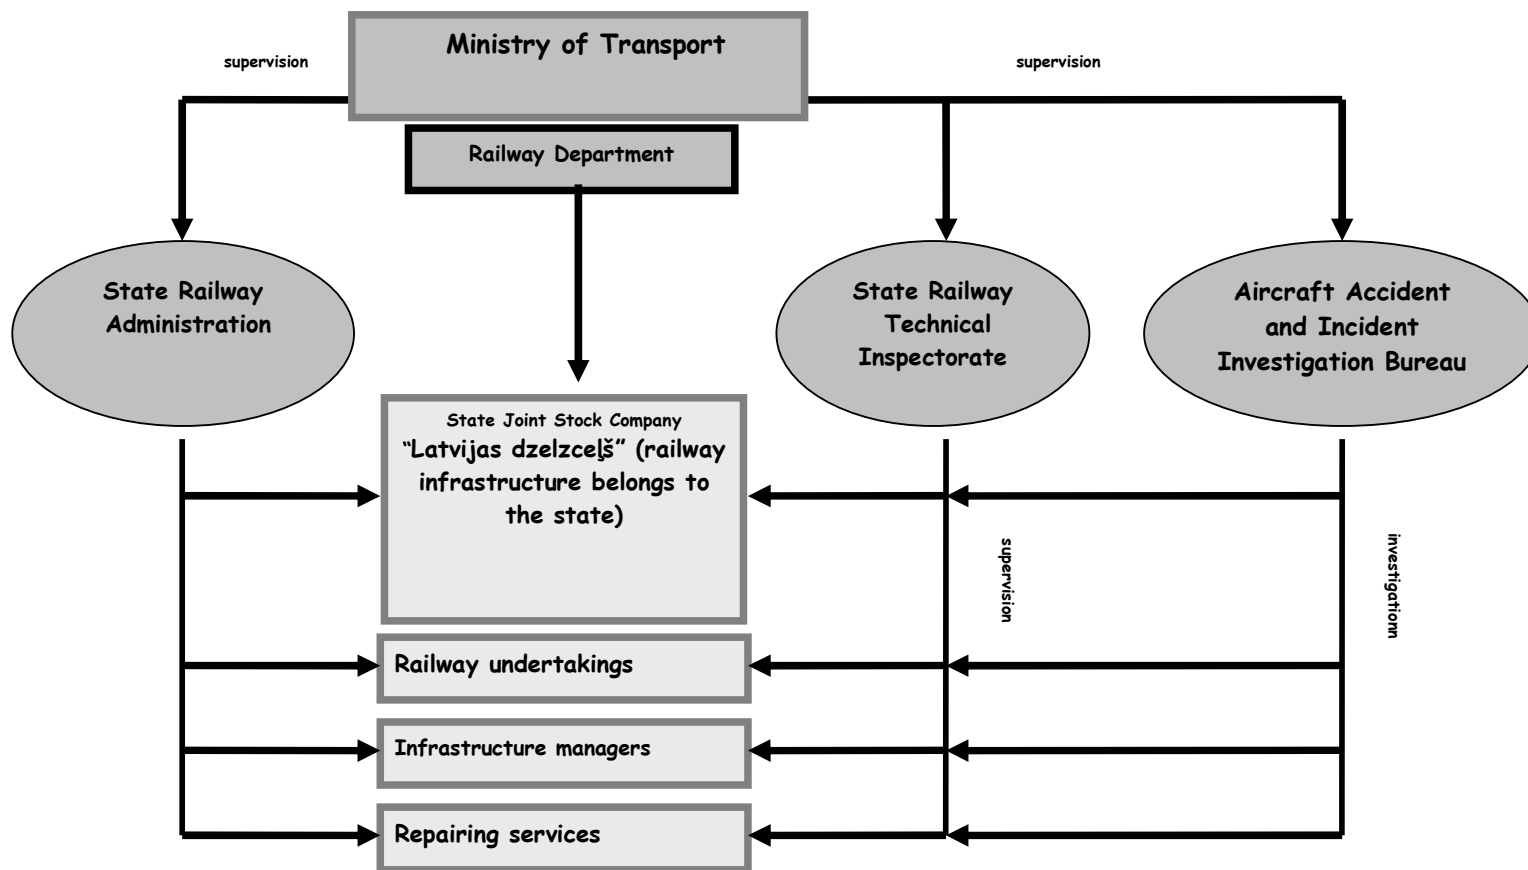 Ministry of Transport
supervision
supervision
Railway Department
State Railway
Administration
State Railway
Technical
Inspectorate
Aircraft Accident
and Incident
Investigation Bureau
State Joint Stock Company
“Latvijas dzelzceļš” (railway
infrastructure belongs to
the state)
supervision
investigationn
Railway undertakings
Infrastructure managers
Repairing services